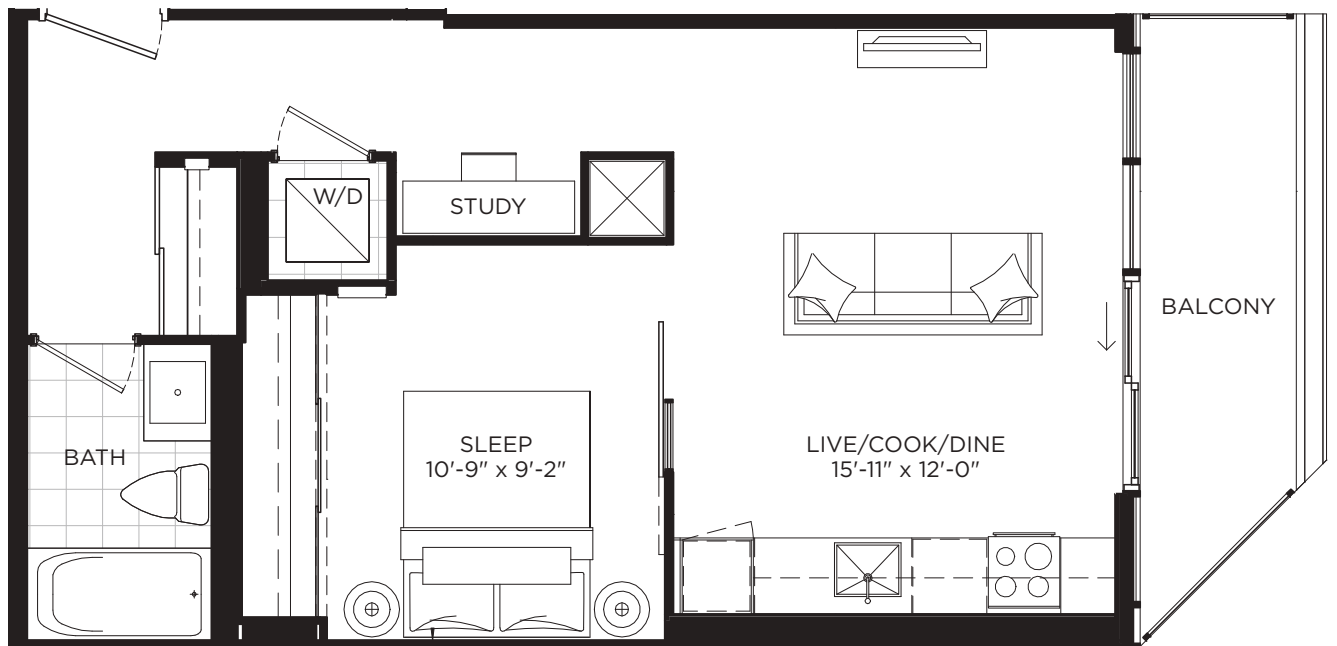 W/D
STUDY
BALCONY
BATH
SLEEP
10'-9" x 9'-2"
LIVE/COOK/DINE
15'-11" x 12'-0"